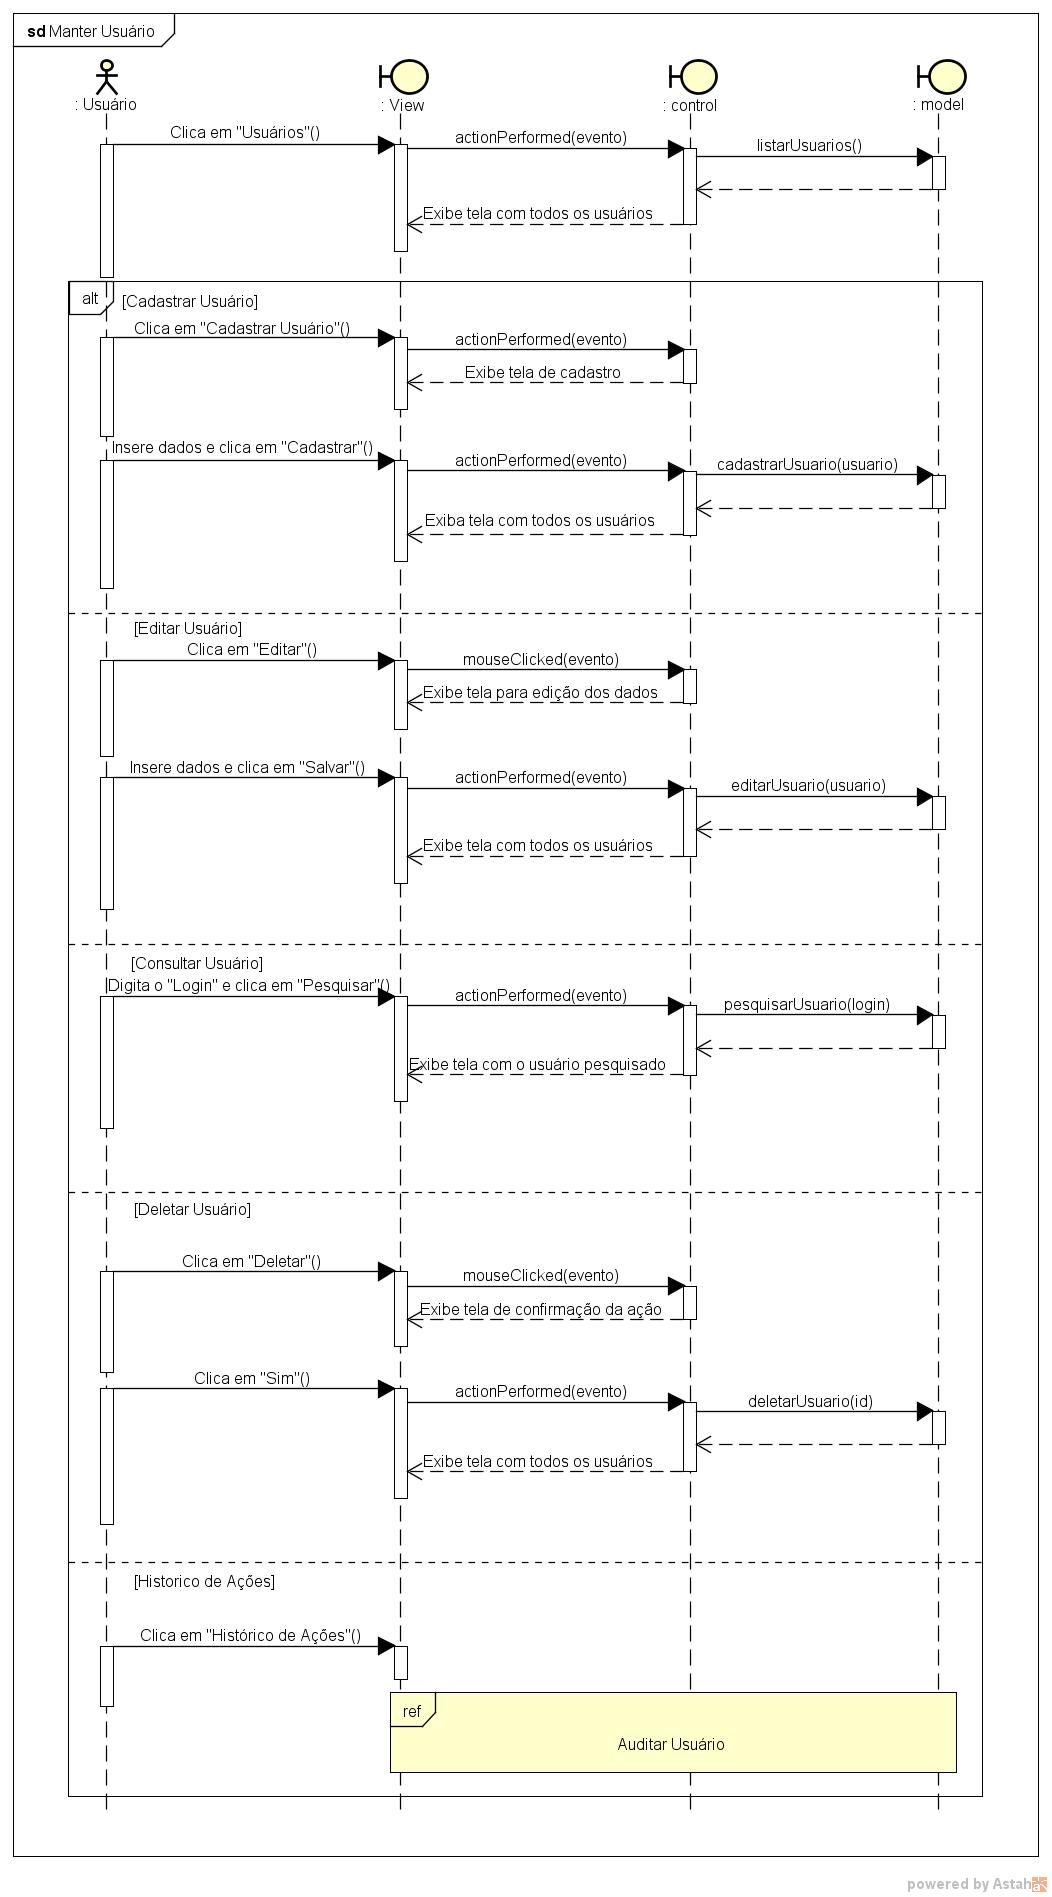 sd Manter Usuário
: Usuário
: View
: control
: model
Clica em "Usuários"()
actionPerformed(evento)
listarUsuarios()
Exibe tela com todos os usuários
alt
[Cadastrar Usuário]
Clica em "Cadastrar Usuário"()
actionPerformed(evento)
Exibe tela de cadastro
Insere dados e clica em "Cadastrar"()
actionPerformed(evento)
cadastrarUsuario(usuario)
Exiba tela com todos os usuários
[Editar Usuário]
Clica em "Editar"()
mouseClicked(evento)
Exibe tela para edição dos dados
Insere dados e clica em "Salvar"()
actionPerformed(evento)
editarUsuario(usuario)
Exibe tela com todos os usuários
[Consultar Usuário]
Digita o "Login" e clica em "Pesquisar"()
actionPerformed(evento)
pesquisarUsuario(login)
Exibe tela com o usuário pesquisado
[Deletar Usuário]
Clica em "Deletar"()
mouseClicked(evento)
Exibe tela de confirmação da ação
Clica em "Sim"()
actionPerformed(evento)
deletarUsuario(id)
Exibe tela com todos os usuários
[Historico de Ações]
Clica em "Histórico de Ações"()
ref
Auditar Usuário
powered by Astah